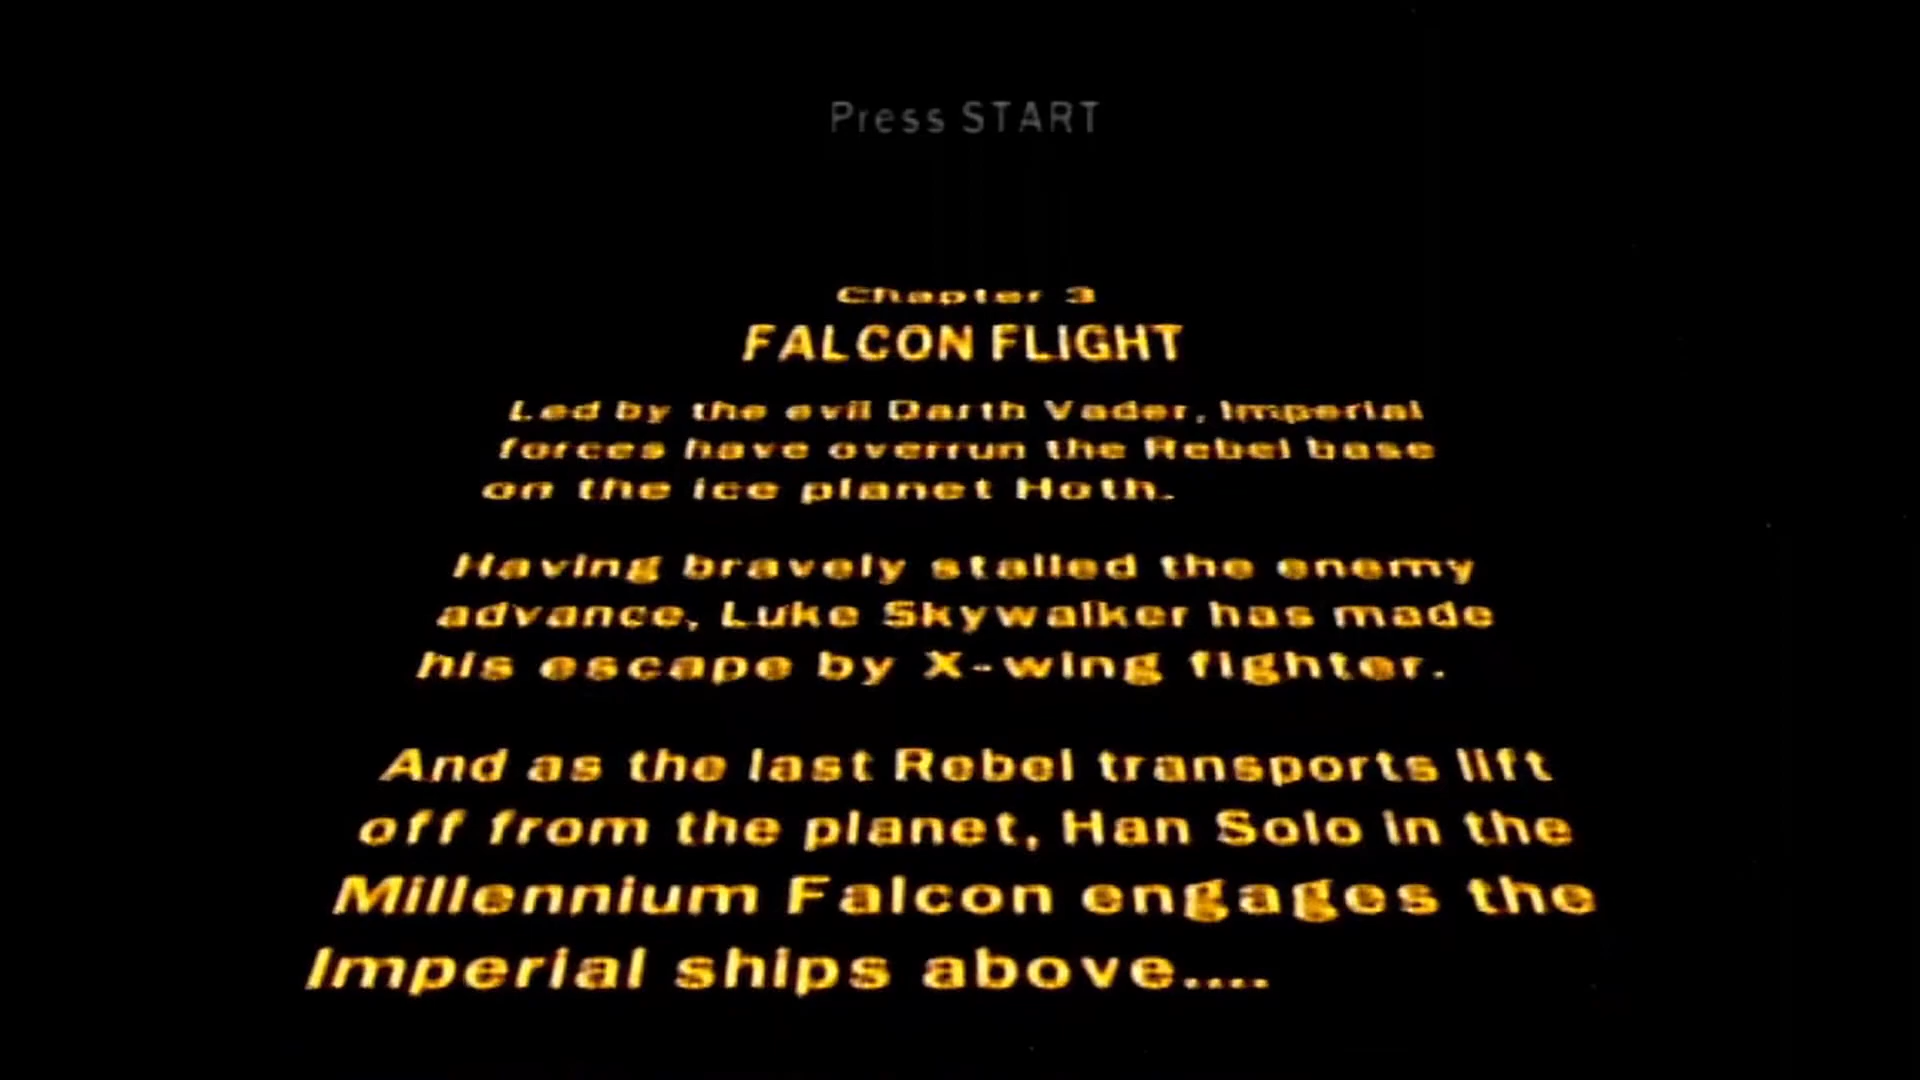 Press START
Chapter 3
FALCON FLIGHT
Led by the evil Darth Vader, Imperial
forces have overrun the Rebel base
on the ice planet Hoth.
Having bravely stalled the enemy
advance, Luke Skywalker has made
his escape by X-wing fighter.
And as the last Rebel transports lift
off from the planet, Han Solo in the
Millennium Falcon engages the
Imperial ships above....